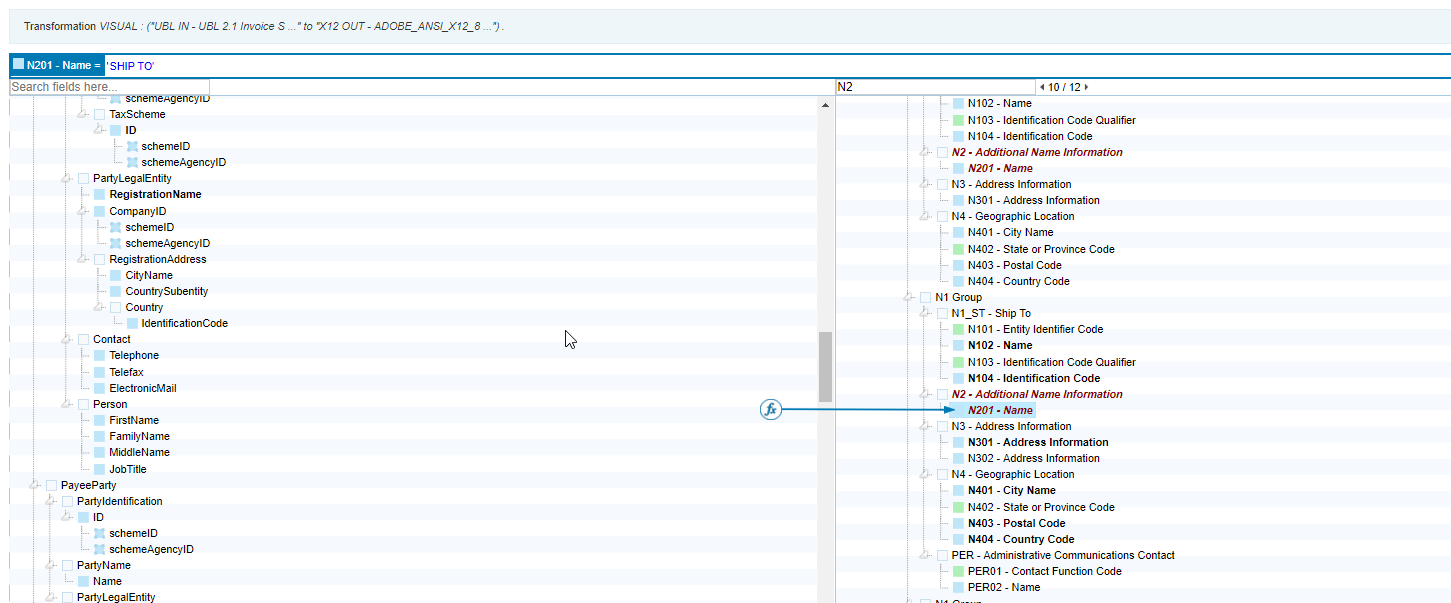 Transformation VISUAL : ("UBL IN - UBL 2.1 Invoice S ..." to "X12 OUT - ADOBE_ANSI_X12_8 ...") .
N201 - Name = 'SHIP TO'
Search fields here...
schemeAgencyID
TaxScheme
ID
schemeID
schemeAgencyID
PartyLegalEntity
RegistrationName
CompanyID
schemeID
schemeAgencyID
RegistrationAddress
CityName
CountrySubentity
Country
IdentificationCode
Contact
Telephone
Telefax
ElectronicMail
Person
FirstName
FamilyName
MiddleName
JobTitle
PayeeParty
PartyIdentification
ID
schemeID
schemeAgencyID
PartyName
Name
PartyLegalEntity
fx
N2
10 / 12
N102 - Name
N103 - Identification Code Qualifier
N104 - Identification Code
N2 - Additional Name Information
N201 - Name
N3 - Address Information
N301 - Address Information
N4 - Geographic Location
N401 - City Name
N402 - State or Province Code
N403 - Postal Code
N404 - Country Code
N1 Group
N1_ST - Ship To
N101 - Entity Identifier Code
N102 - Name
N103 - Identification Code Qualifier
N104 - Identification Code
N2 - Additional Name Information
N201 - Name
N3 - Address Information
N301 - Address Information
N302 - Address Information
N4 - Geographic Location
N401 - City Name
N402 - State or Province Code
N403 - Postal Code
N404 - Country Code
PER - Administrative Communications Contact
PER01 - Contact Function Code
PER02 - Name
N1 Group